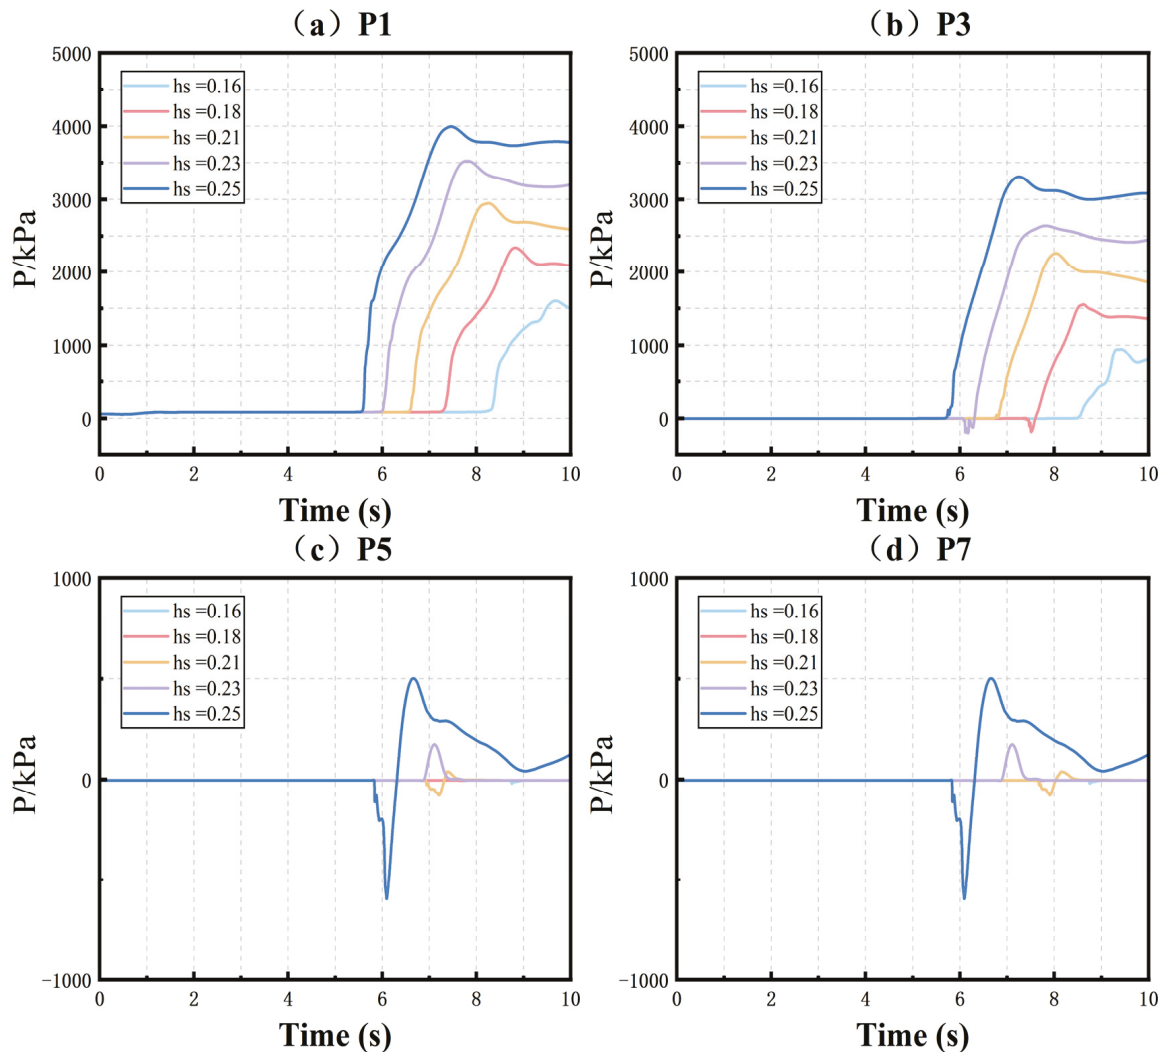 （a）P1
5000
4000
3000
2000
1000
0
P/kPa
hs =0.16
hs =0.18
hs =0.21
hs =0.23
hs =0.25
0 2 4 6 8 10
Time (s)
（b）P3
5000
4000
3000
2000
1000
0
P/kPa
hs =0.16
hs =0.18
hs =0.21
hs =0.23
hs =0.25
0 2 4 6 8 10
Time (s)
（c）P5
1000
0
-1000
P/kPa
hs =0.16
hs =0.18
hs =0.21
hs =0.23
hs =0.25
0 2 4 6 8 10
Time (s)
（d）P7
1000
0
-1000
P/kPa
hs =0.16
hs =0.18
hs =0.21
hs =0.23
hs =0.25
0 2 4 6 8 10
Time (s)